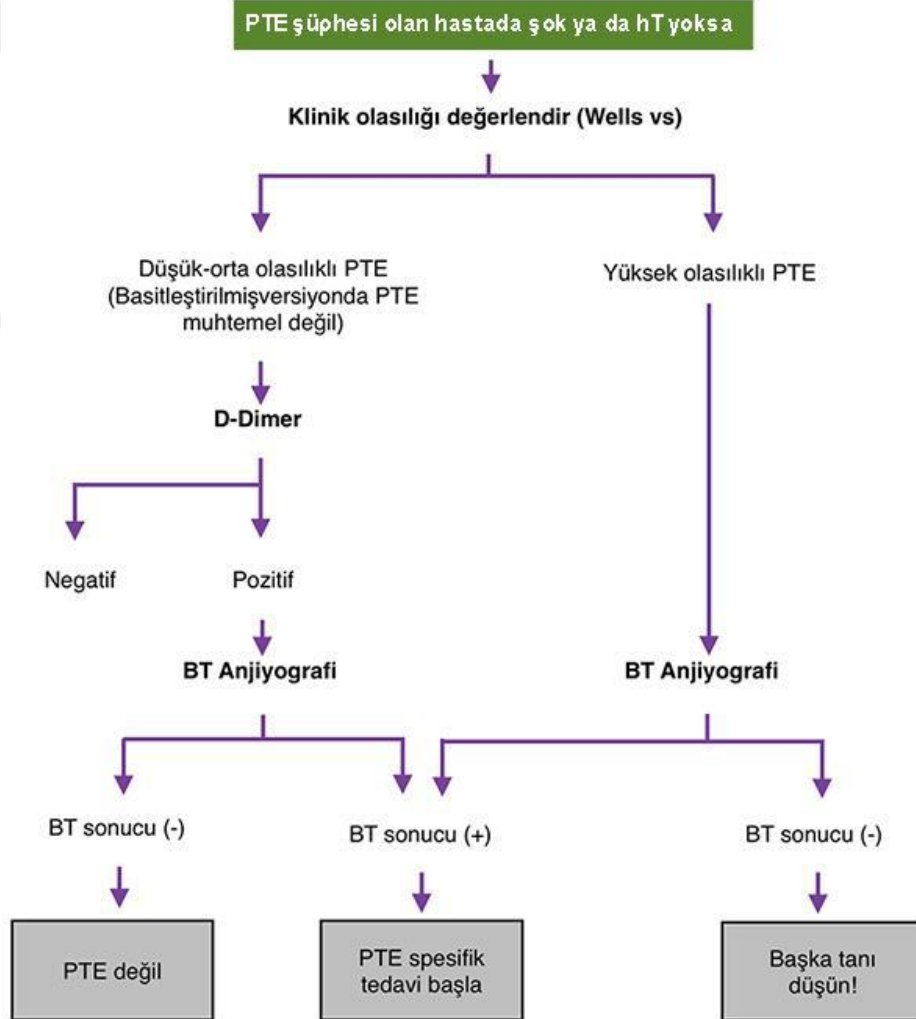 PTE şüphesi olan hastada şok ya da hT yoksa
Klinik olasılığı değerlendir (Wells vs)
Düşük-orta olasılıklı PTE
(Basitleştirilmişversiyonda PTE
muhtemel değil)
Yüksek olasılıklı PTE
D-Dimer
Negatif
Pozitif
BT Anjiyografi
BT Anjiyografi
BT sonucu (-)
BT sonucu (+)
BT sonucu (-)
PTE değil
PTE spesifik
tedavi başla
Başka tanı
düşün!